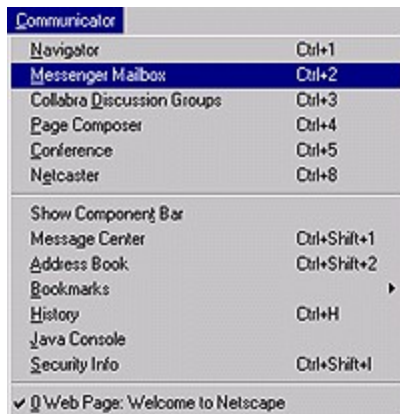 Communicator
Navigator Ctrl+1
Messenger Mailbox Ctrl+2
Collabra Discussion Groups Ctrl+3
Page Composer Ctrl+4
Conference Ctrl+5
Netcaster Ctrl+8
Show Component Bar
Message Center Ctrl+Shift+1
Address Book Ctrl+Shift+2
Bookmarks
History Ctrl+H
Java Console
Security Info Ctrl+Shift+I
0 Web Page: Welcome to Netscape